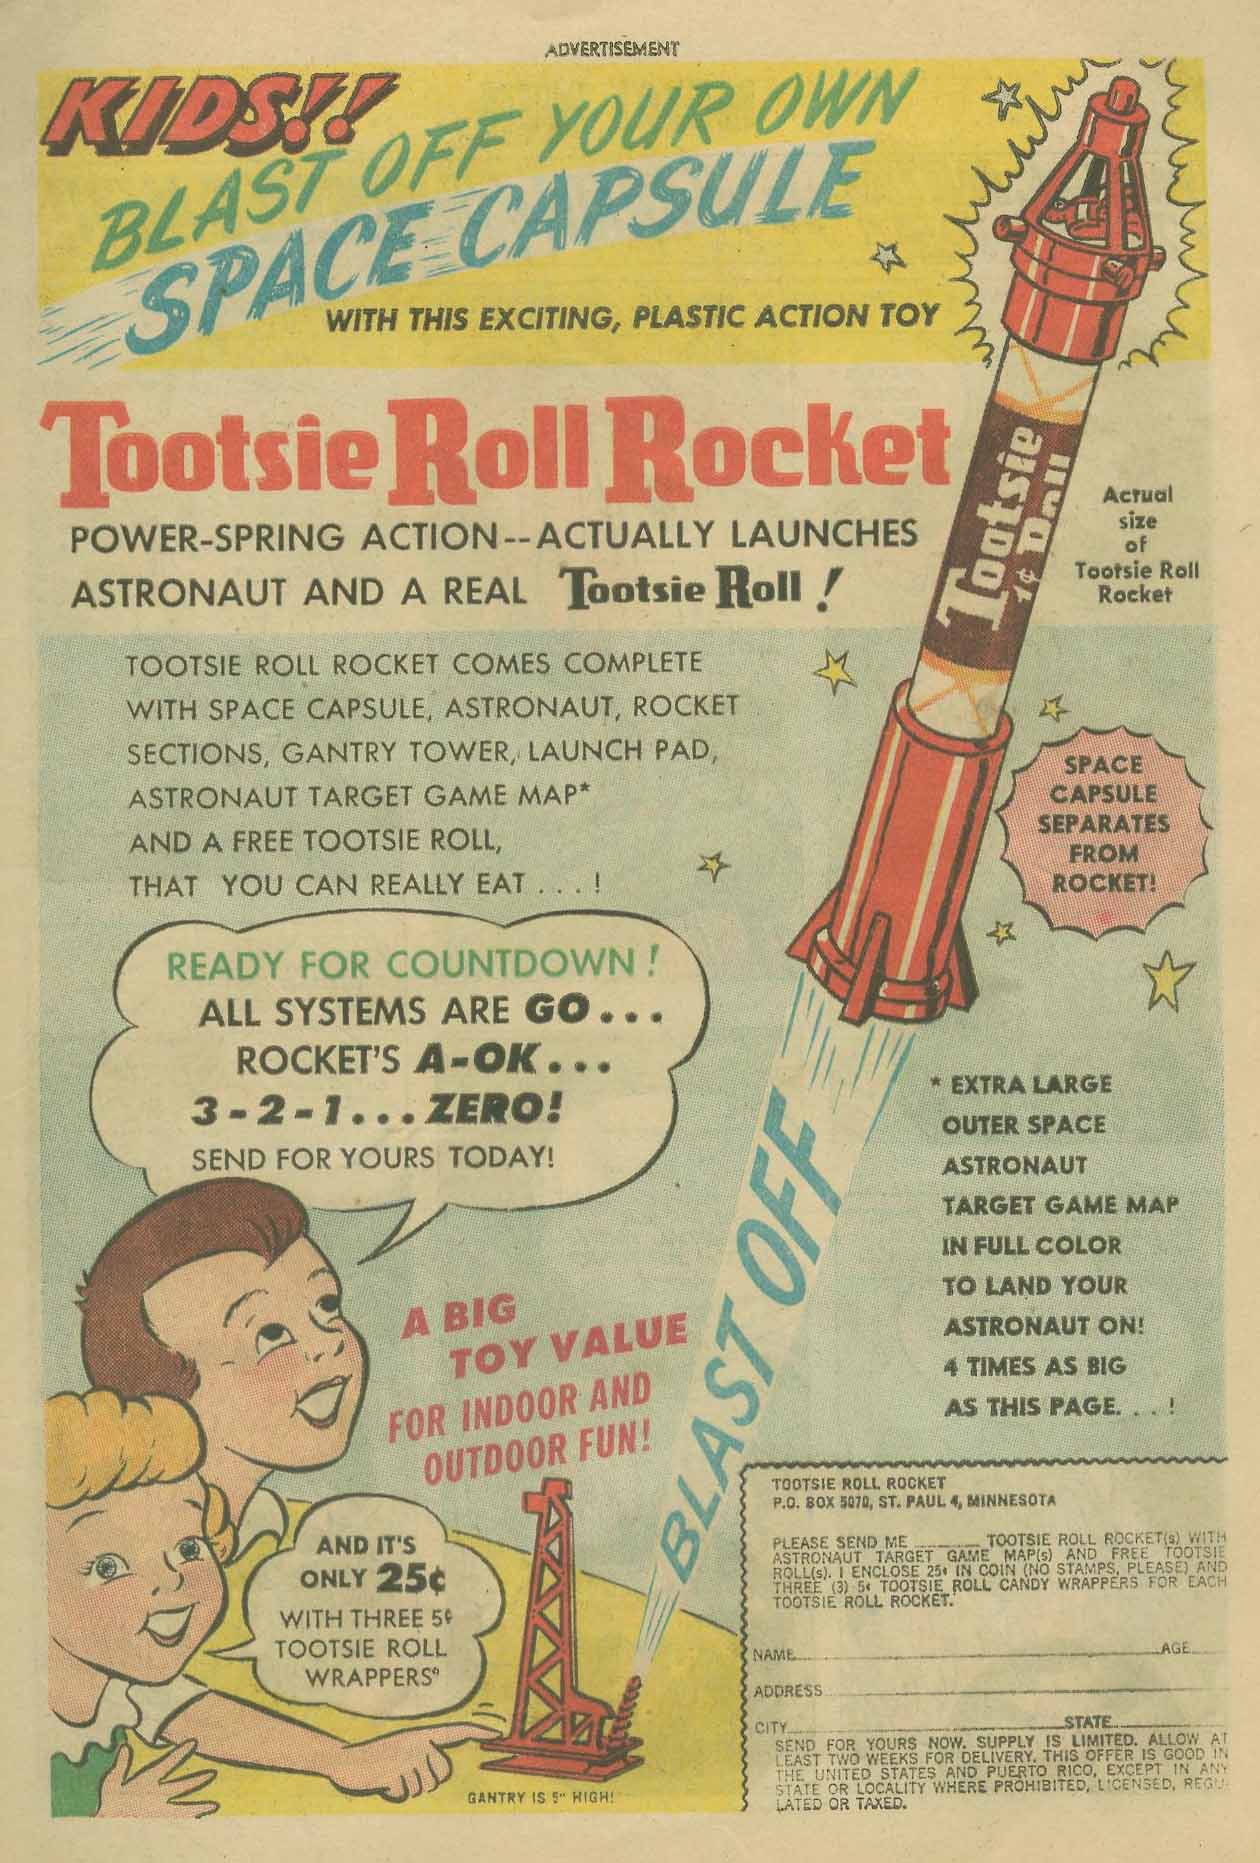 ADVERTISEMENT
KIDS!!
BLAST OFF YOUR OWN
SPACE CAPSULE
WITH THIS EXCITING, PLASTIC ACTION TOY
Tootsie Roll Rocket
POWER-SPRING ACTION--ACTUALLY LAUNCHES
ASTRONAUT AND A REAL Tootsie Roll!
Tootsie
1¢ Roll
Actual
size
of
Tootsie Roll
Rocket
TOOTSIE ROLL ROCKET COMES COMPLETE
WITH SPACE CAPSULE, ASTRONAUT, ROCKET
SECTIONS, GANTRY TOWER, LAUNCH PAD,
ASTRONAUT TARGET GAME MAP*
AND A FREE TOOTSIE ROLL,
THAT YOU CAN REALLY EAT . . . !
SPACE
CAPSULE
SEPARATES
FROM
ROCKET!
READY FOR COUNTDOWN!
ALL SYSTEMS ARE GO...
ROCKET'S A-OK...
3-2-1...ZERO!
SEND FOR YOURS TODAY!
* EXTRA LARGE
OUTER SPACE
ASTRONAUT
TARGET GAME MAP
IN FULL COLOR
TO LAND YOUR
ASTRONAUT ON!
4 TIMES AS BIG
AS THIS PAGE. . . !
BLAST OFF
A BIG
TOY VALUE
FOR INDOOR AND
OUTDOOR FUN!
AND IT'S
ONLY 25¢
WITH THREE 5¢
TOOTSIE ROLL
WRAPPERS
GANTRY IS 5" HIGH!
TOOTSIE ROLL ROCKET
P.O. BOX 5070, ST. PAUL 4, MINNESOTA
PLEASE SEND ME ______ TOOTSIE ROLL ROCKET(s) WITH
ASTRONAUT TARGET GAME MAP(s) AND FREE TOOTSIE
ROLL(s). I ENCLOSE 25¢ IN COIN (NO STAMPS, PLEASE) AND
THREE (3) 5¢ TOOTSIE ROLL CANDY WRAPPERS FOR EACH
TOOTSIE ROLL ROCKET.
NAME AGE
ADDRESS
CITY STATE
SEND FOR YOURS NOW. SUPPLY IS LIMITED. ALLOW AT
LEAST TWO WEEKS FOR DELIVERY. THIS OFFER IS GOOD IN
THE UNITED STATES AND PUERTO RICO, EXCEPT IN ANY
STATE OR LOCALITY WHERE PROHIBITED, LICENSED, REGU-
LATED OR TAXED.